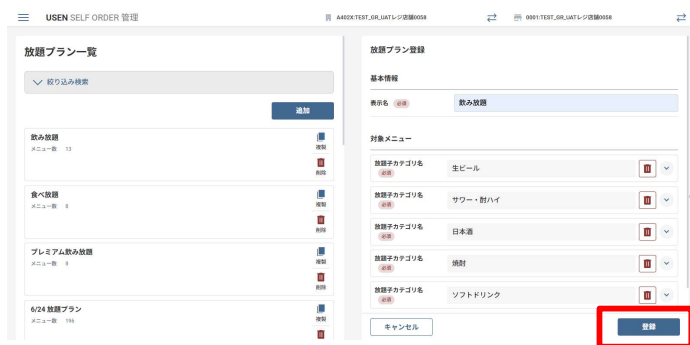 USEN SELF ORDER 管理
A402X:TEST_GR_UATレジ店舗0058
0001:TEST_GR_UATレジ店舗0058
放題プラン一覧
絞り込み検索
追加
飲み放題
メニュー数 13
複製
削除
食べ放題
メニュー数 8
複製
削除
プレミアム飲み放題
メニュー数 8
複製
削除
6/24 放題プラン
メニュー数 196
複製
放題プラン登録
基本情報
表示名 必須 飲み放題
対象メニュー
放題子カテゴリ名 必須 生ビール
放題子カテゴリ名 必須 サワー・酎ハイ
放題子カテゴリ名 必須 日本酒
放題子カテゴリ名 必須 焼酎
放題子カテゴリ名 必須 ソフトドリンク
キャンセル
登録